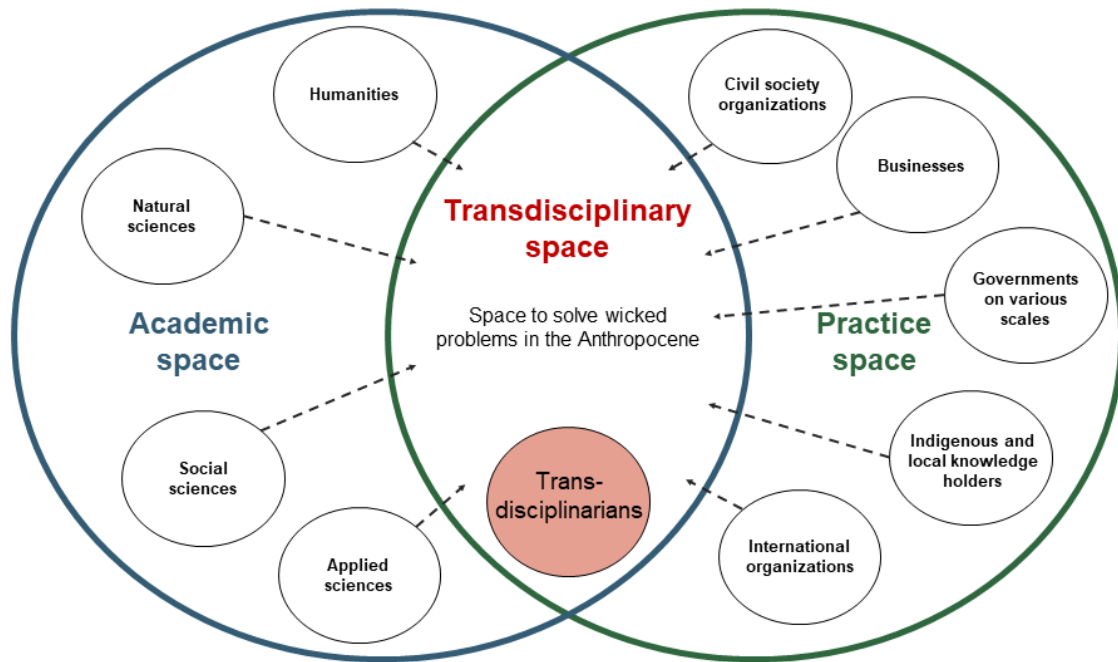 Humanities
Natural
sciences
Academic
space
Social
sciences
Applied
sciences
Transdisciplinary
space
Space to solve wicked
problems in the Anthropocene
Trans-
disciplinarians
Civil society
organizations
Businesses
Governments
on various
scales
Practice
space
Indigenous and
local knowledge
holders
International
organizations